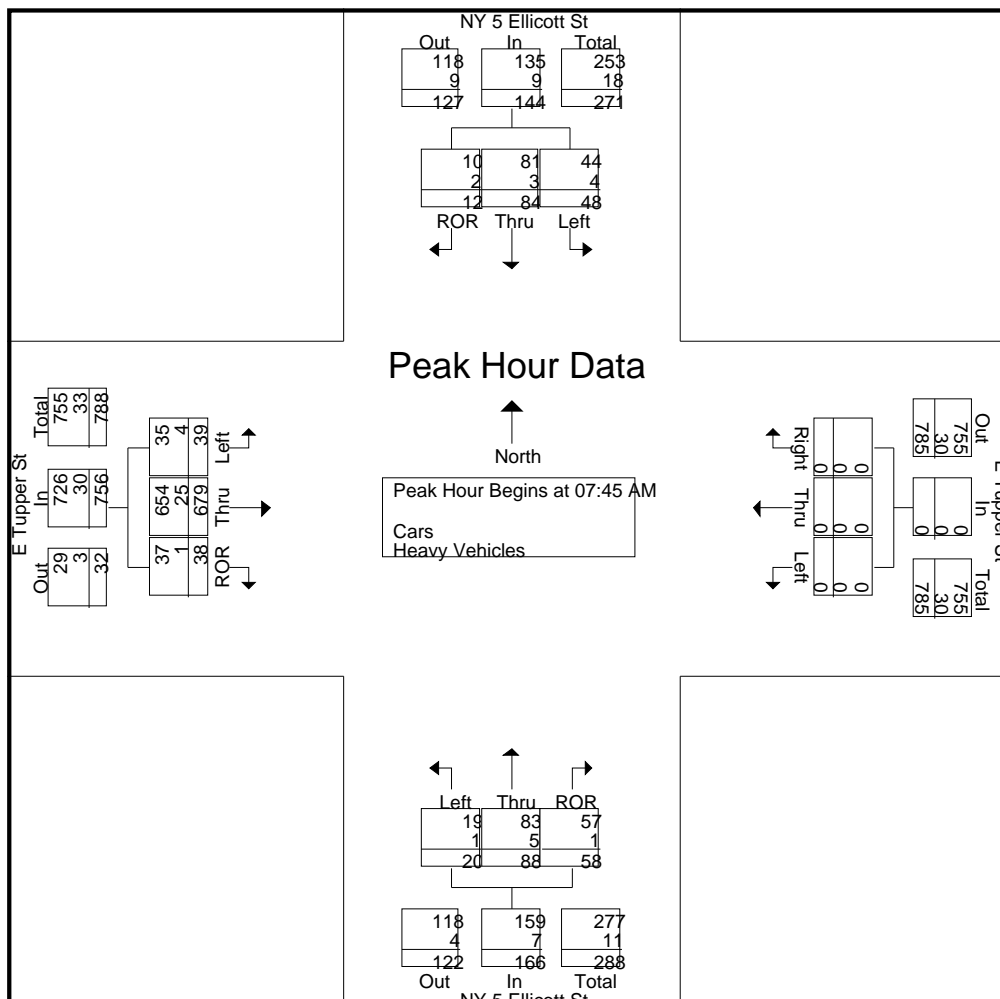 NY 5 Ellicott St
Out In Total
118 135 253
9 9 18
127 144 271
10 81 44
2 3 4
12 84 48
ROR Thru Left
Peak Hour Data
North
Peak Hour Begins at 07:45 AM
Cars
Heavy Vehicles
E Tupper St
Total In Out
755 726 29
33 30 3
788 756 32
Left Thru ROR
35 654 37
4 25 1
39 679 38
Right Thru Left
0 0 0
0 0 0
0 0 0
Out In Total
755 0 755
30 0 30
785 0 785
E Tupper St
Left Thru ROR
19 83 57
1 5 1
20 88 58
118 159 277
4 7 11
122 166 288
Out In Total
NY 5 Ellicott St